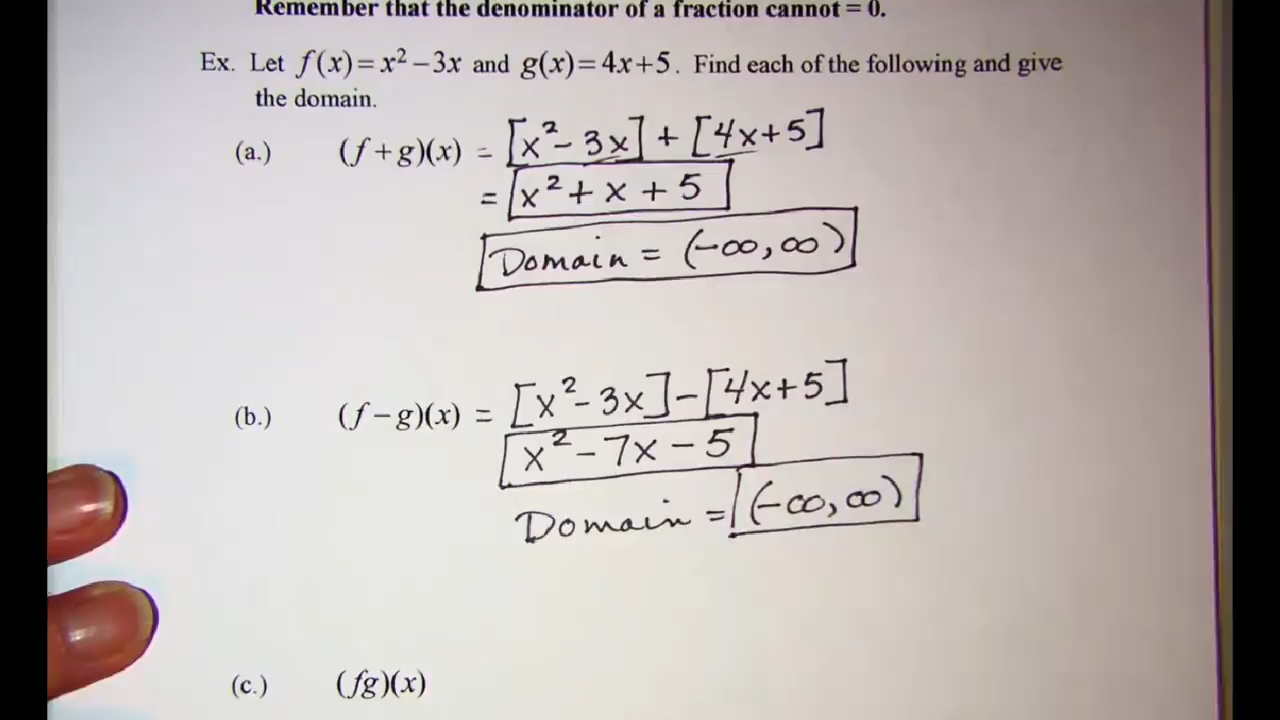 Remember that the denominator of a fraction cannot = 0.
Ex. Let f(x)=x²−3x and g(x)=4x+5. Find each of the following and give
the domain.
(a.) (f+g)(x) = [x²-3x] + [4x+5]
= x²+x+5
Domain = (-∞,∞)
(b.) (f−g)(x) = [x²-3x]-[4x+5]
x²-7x-5
Domain = (-∞,∞)
(c.) (fg)(x)